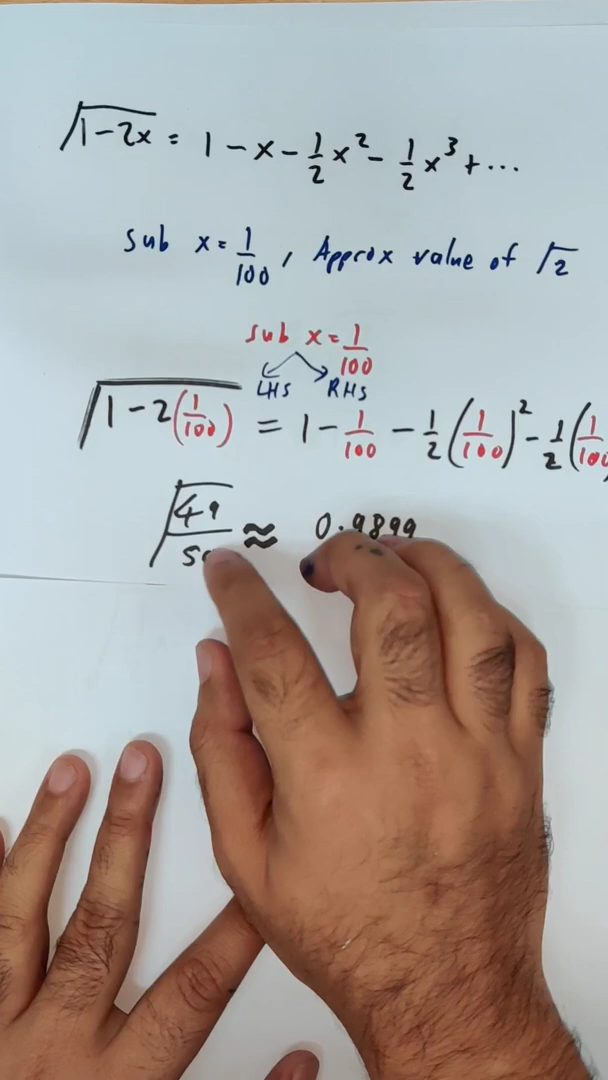 √(1-2x) = 1 - x - 1/2 x² - 1/2 x³ + ...
sub x = 1/100, Approx value of √2
sub x = 1/100
LHS RHS
√(1-2(1/100)) = 1 - 1/100 - 1/2(1/100)² - 1/2(1/100
√(49/5 ≈ 0.9899